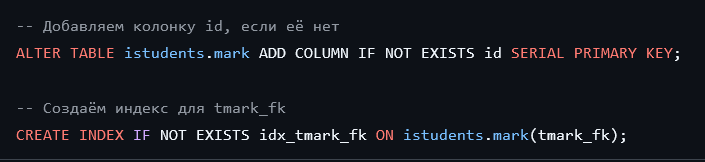 -- Добавляем колонку id, если её нет
ALTER TABLE istudents.mark ADD COLUMN IF NOT EXISTS id SERIAL PRIMARY KEY;
-- Создаём индекс для tmark_fk
CREATE INDEX IF NOT EXISTS idx_tmark_fk ON istudents.mark(tmark_fk);